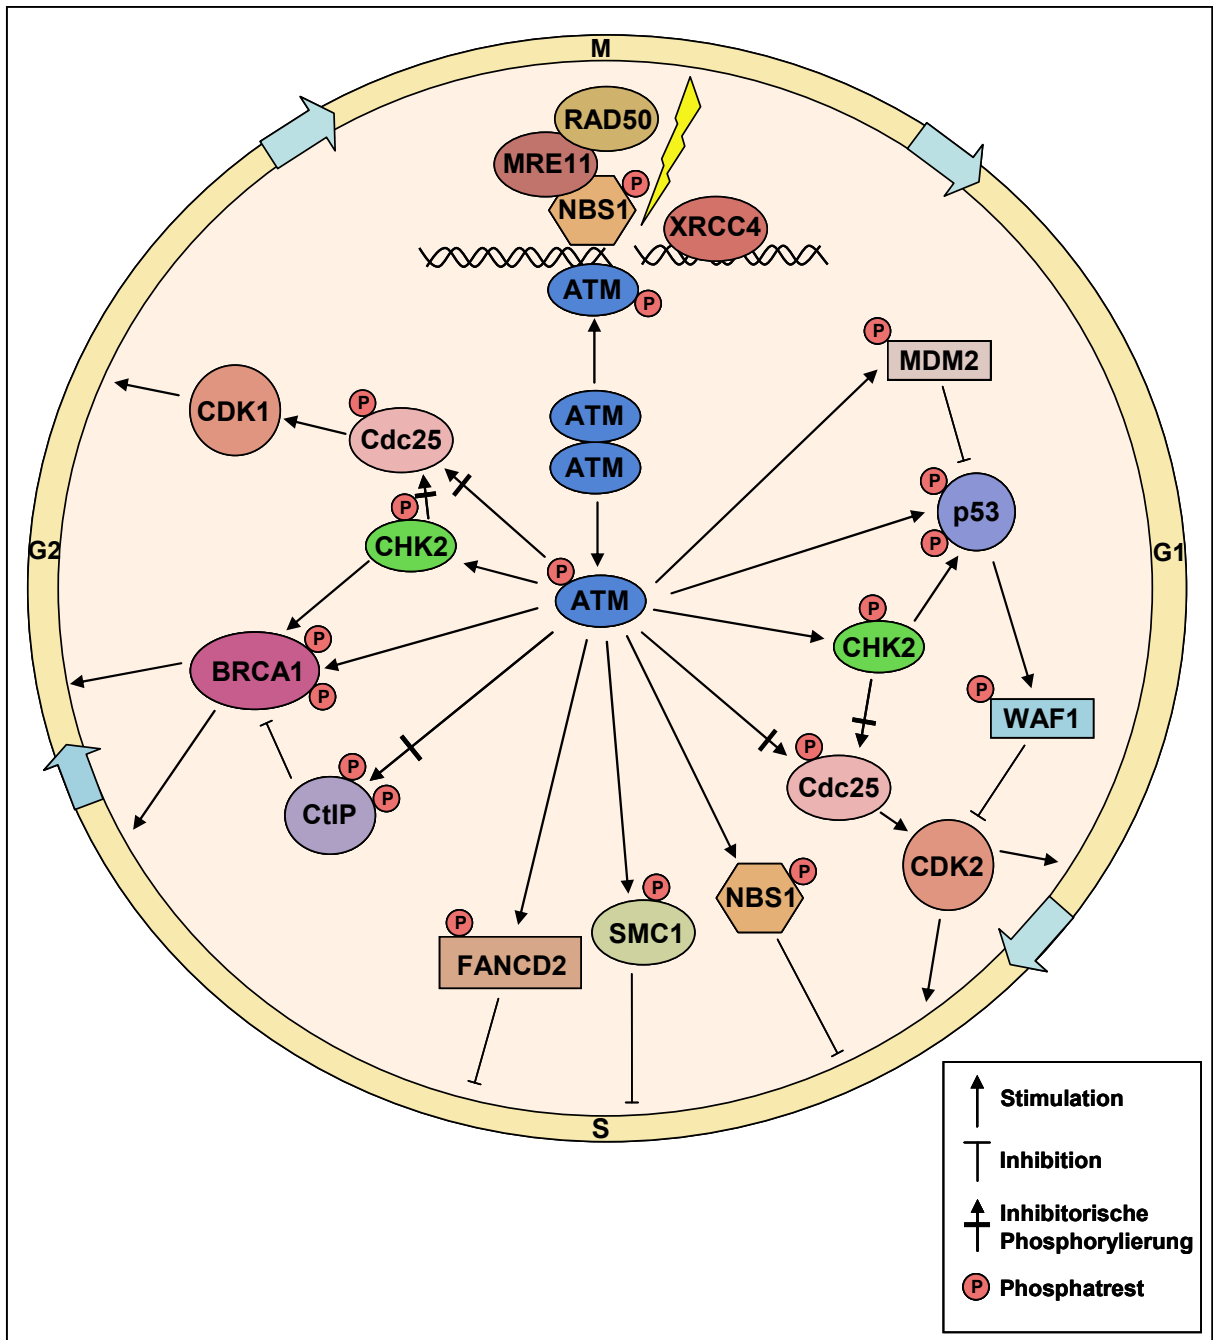 M
RAD50
MRE11
P
NBS1
XRCC4
ATM
P
P
MDM2
CDK1
P
Cdc25
ATM
ATM
P
p53
P
P
CHK2
G2
G1
P
ATM
P
CHK2
P
BRCA1
P
P
WAF1
P
Cdc25
P
CtIP
P
CDK2
P
NBS1
P
SMC1
P
FANCD2
S
Stimulation
Inhibition
Inhibitorische
Phosphorylierung
P Phosphatrest